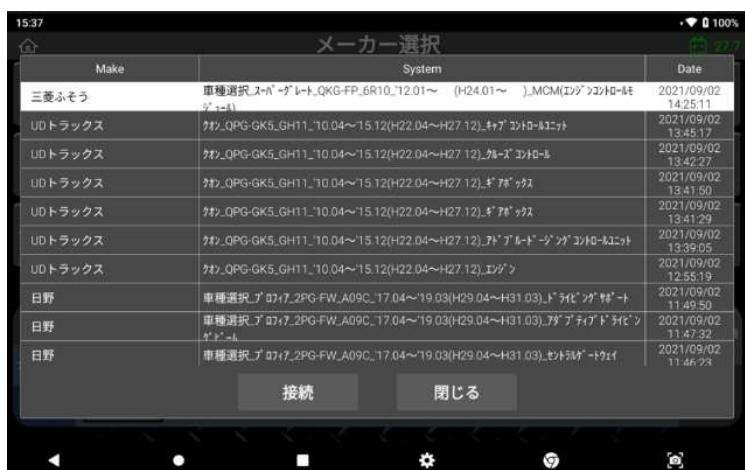 15:37
100%
メーカー選択
27.7
Make System Date
三菱ふそう 車種選択_ｽｰﾊﾟｰｸﾞﾚｰﾄ_QKG-FP_6R10_'12.01～ (H24.01～ )_MCM(ｴﾝｼﾞﾝｺﾝﾄﾛｰﾙﾓ 2021/09/02
ｼﾞｭｰﾙ) 14:25:11
UDトラックス ｸｵﾝ_QPG-GK5_GH11_'10.04～'15.12(H22.04～H27.12)_ｷｬﾌﾞｺﾝﾄﾛｰﾙﾕﾆｯﾄ 2021/09/02
13:45:17
UDトラックス ｸｵﾝ_QPG-GK5_GH11_'10.04～'15.12(H22.04～H27.12)_ｸﾙｰｽﾞｺﾝﾄﾛｰﾙ 2021/09/02
13:42:27
UDトラックス ｸｵﾝ_QPG-GK5_GH11_'10.04～'15.12(H22.04～H27.12)_ｷﾞｱﾎﾞｯｸｽ 2021/09/02
13:41:50
UDトラックス ｸｵﾝ_QPG-GK5_GH11_'10.04～'15.12(H22.04～H27.12)_ｷﾞｱﾎﾞｯｸｽ 2021/09/02
13:41:29
UDトラックス ｸｵﾝ_QPG-GK5_GH11_'10.04～'15.12(H22.04～H27.12)_ｱﾄﾞﾌﾞﾙｰﾄﾞｰｼﾞﾝｸﾞｺﾝﾄﾛｰﾙﾕﾆｯﾄ 2021/09/02
13:39:05
UDトラックス ｸｵﾝ_QPG-GK5_GH11_'10.04～'15.12(H22.04～H27.12)_ｴﾝｼﾞﾝ 2021/09/02
12:55:19
日野 車種選択_ﾌﾟﾛﾌｨｱ_2PG-FW_A09C_'17.04～'19.03(H29.04～H31.03)_ﾄﾞﾗｲﾋﾞﾝｸﾞｻﾎﾟｰﾄ 2021/09/02
11:49:50
日野 車種選択_ﾌﾟﾛﾌｨｱ_2PG-FW_A09C_'17.04～'19.03(H29.04～H31.03)_ｱﾀﾞﾌﾟﾃｨﾌﾞﾄﾞﾗｲﾋﾞﾝ 2021/09/02
ｸﾞﾋﾞｰﾑ 11:47:32
日野 車種選択_ﾌﾟﾛﾌｨｱ_2PG-FW_A09C_'17.04～'19.03(H29.04～H31.03)_ｾﾝﾄﾗﾙｹﾞｰﾄｳｪｲ 2021/09/02
11:46:23
接続 閉じる